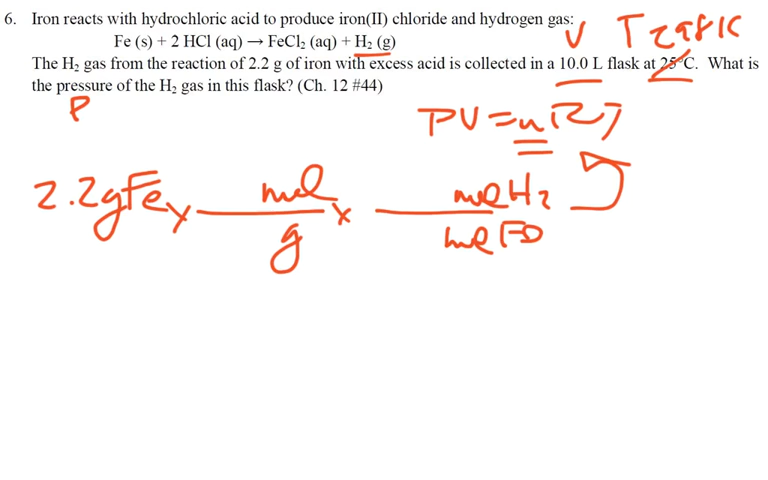 6. Iron reacts with hydrochloric acid to produce iron(II) chloride and hydrogen gas:
Fe (s) + 2 HCl (aq) → FeCl₂ (aq) + H₂ (g)
V T 298 K
The H₂ gas from the reaction of 2.2 g of iron with excess acid is collected in a 10.0 L flask at 25°C. What is
the pressure of the H₂ gas in this flask? (Ch. 12 #44)
P
PV = nRT
2.2 g Fe x mol x mol H₂
g mol Fe